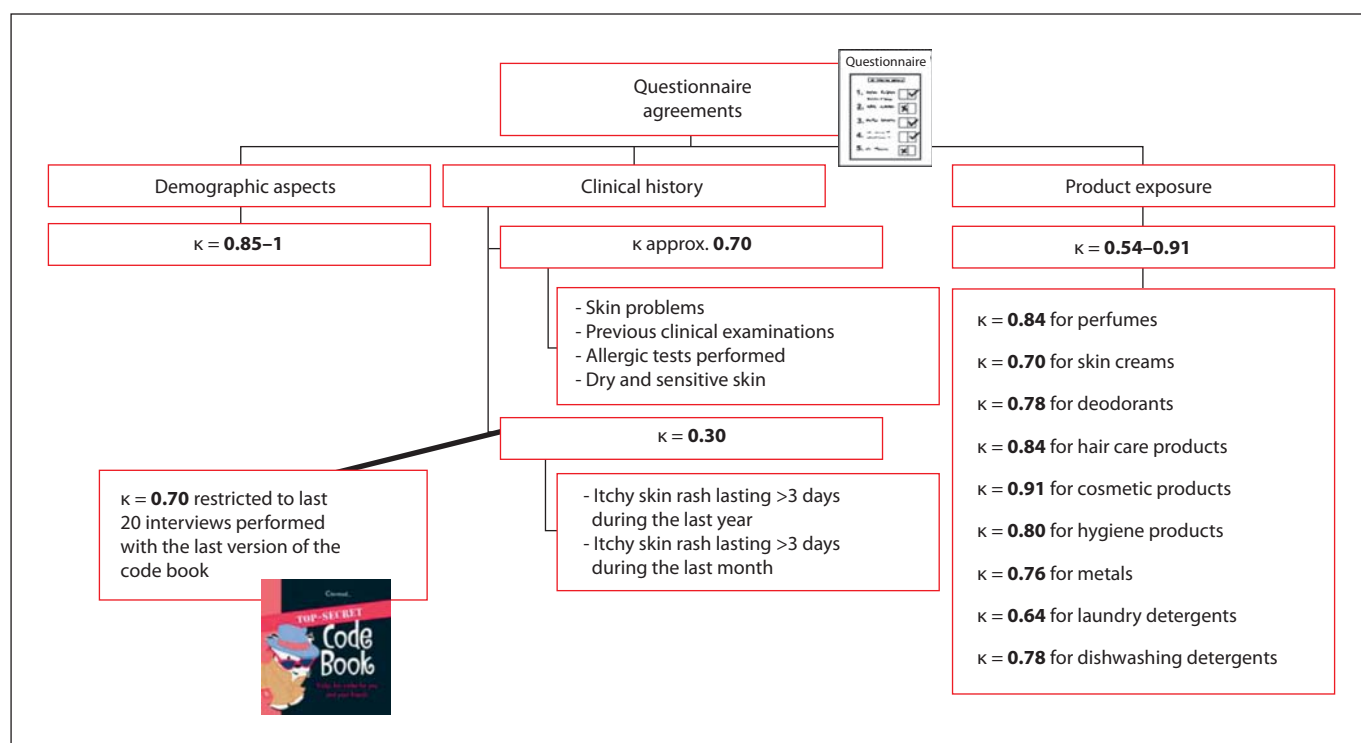 Questionnaire
agreements
Questionnaire
1.
2.
3.
4.
5.
Demographic aspects
κ = 0.85–1
Clinical history
κ approx. 0.70
- Skin problems
- Previous clinical examinations
- Allergic tests performed
- Dry and sensitive skin
κ = 0.30
- Itchy skin rash lasting >3 days
during the last year
- Itchy skin rash lasting >3 days
during the last month
κ = 0.70 restricted to last
20 interviews performed
with the last version of the
code book
TOP-SECRET
Code
Book
Product exposure
κ = 0.54–0.91
κ = 0.84 for perfumes
κ = 0.70 for skin creams
κ = 0.78 for deodorants
κ = 0.84 for hair care products
κ = 0.91 for cosmetic products
κ = 0.80 for hygiene products
κ = 0.76 for metals
κ = 0.64 for laundry detergents
κ = 0.78 for dishwashing detergents